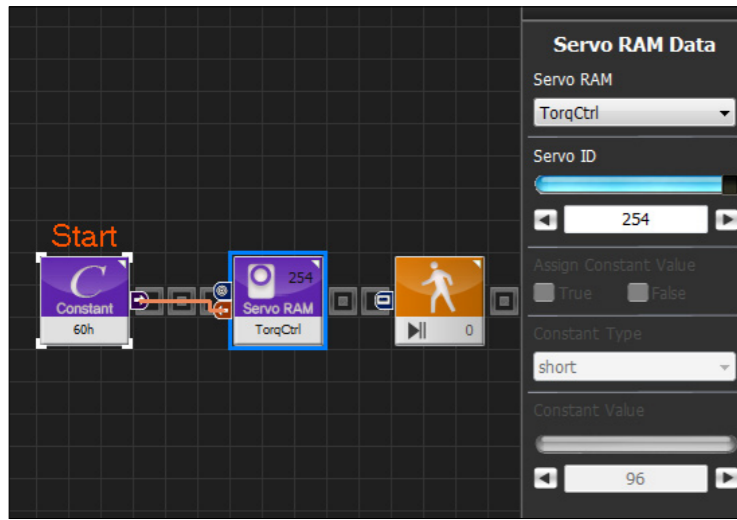 Start
C
Constant
60h
254
Servo RAM
TorqCtrl
0
Servo RAM Data
Servo RAM
TorqCtrl
Servo ID
254
Assign Constant Value
True False
Constant Type
short
Constant Value
96